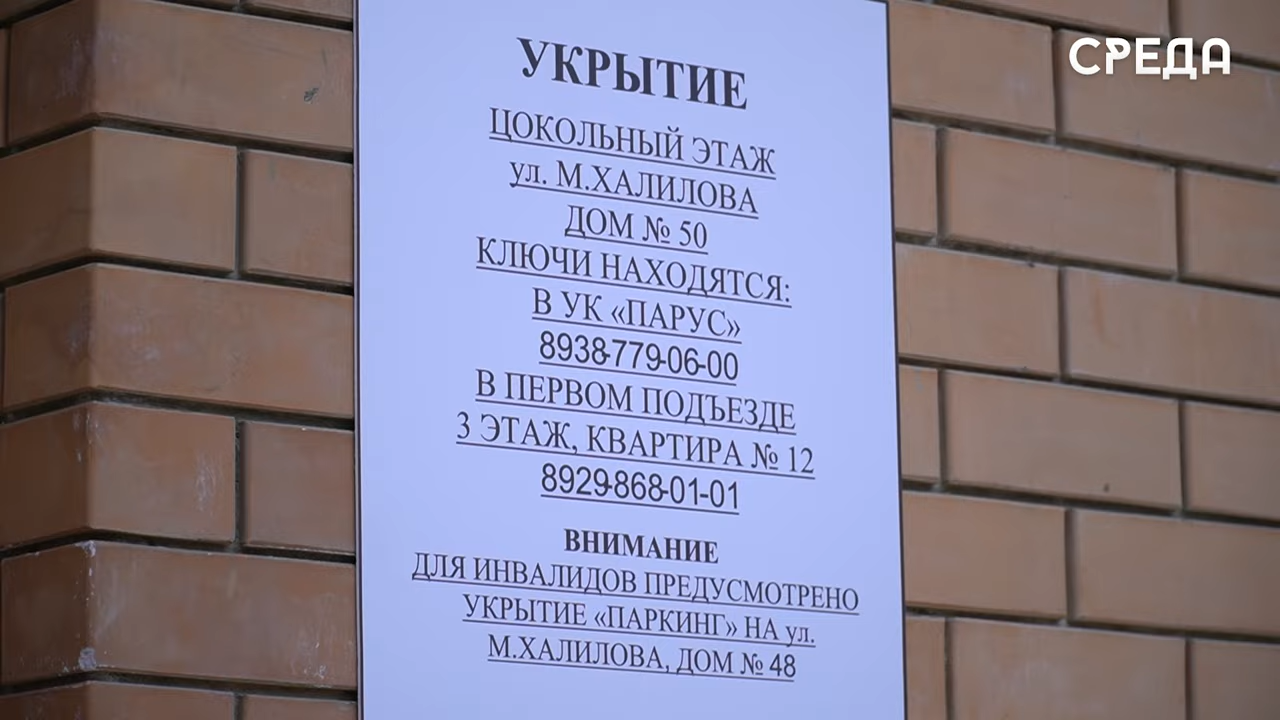 СРЕДА
УКРЫТИЕ
ЦОКОЛЬНЫЙ ЭТАЖ
ул. М.ХАЛИЛОВА
ДОМ № 50
КЛЮЧИ НАХОДЯТСЯ:
В УК «ПАРУС»
8938-779-06-00
В ПЕРВОМ ПОДЪЕЗДЕ
3 ЭТАЖ, КВАРТИРА № 12
8929-868-01-01
ВНИМАНИЕ
ДЛЯ ИНВАЛИДОВ ПРЕДУСМОТРЕНО
УКРЫТИЕ «ПАРКИНГ» НА ул.
М.ХАЛИЛОВА, ДОМ № 48